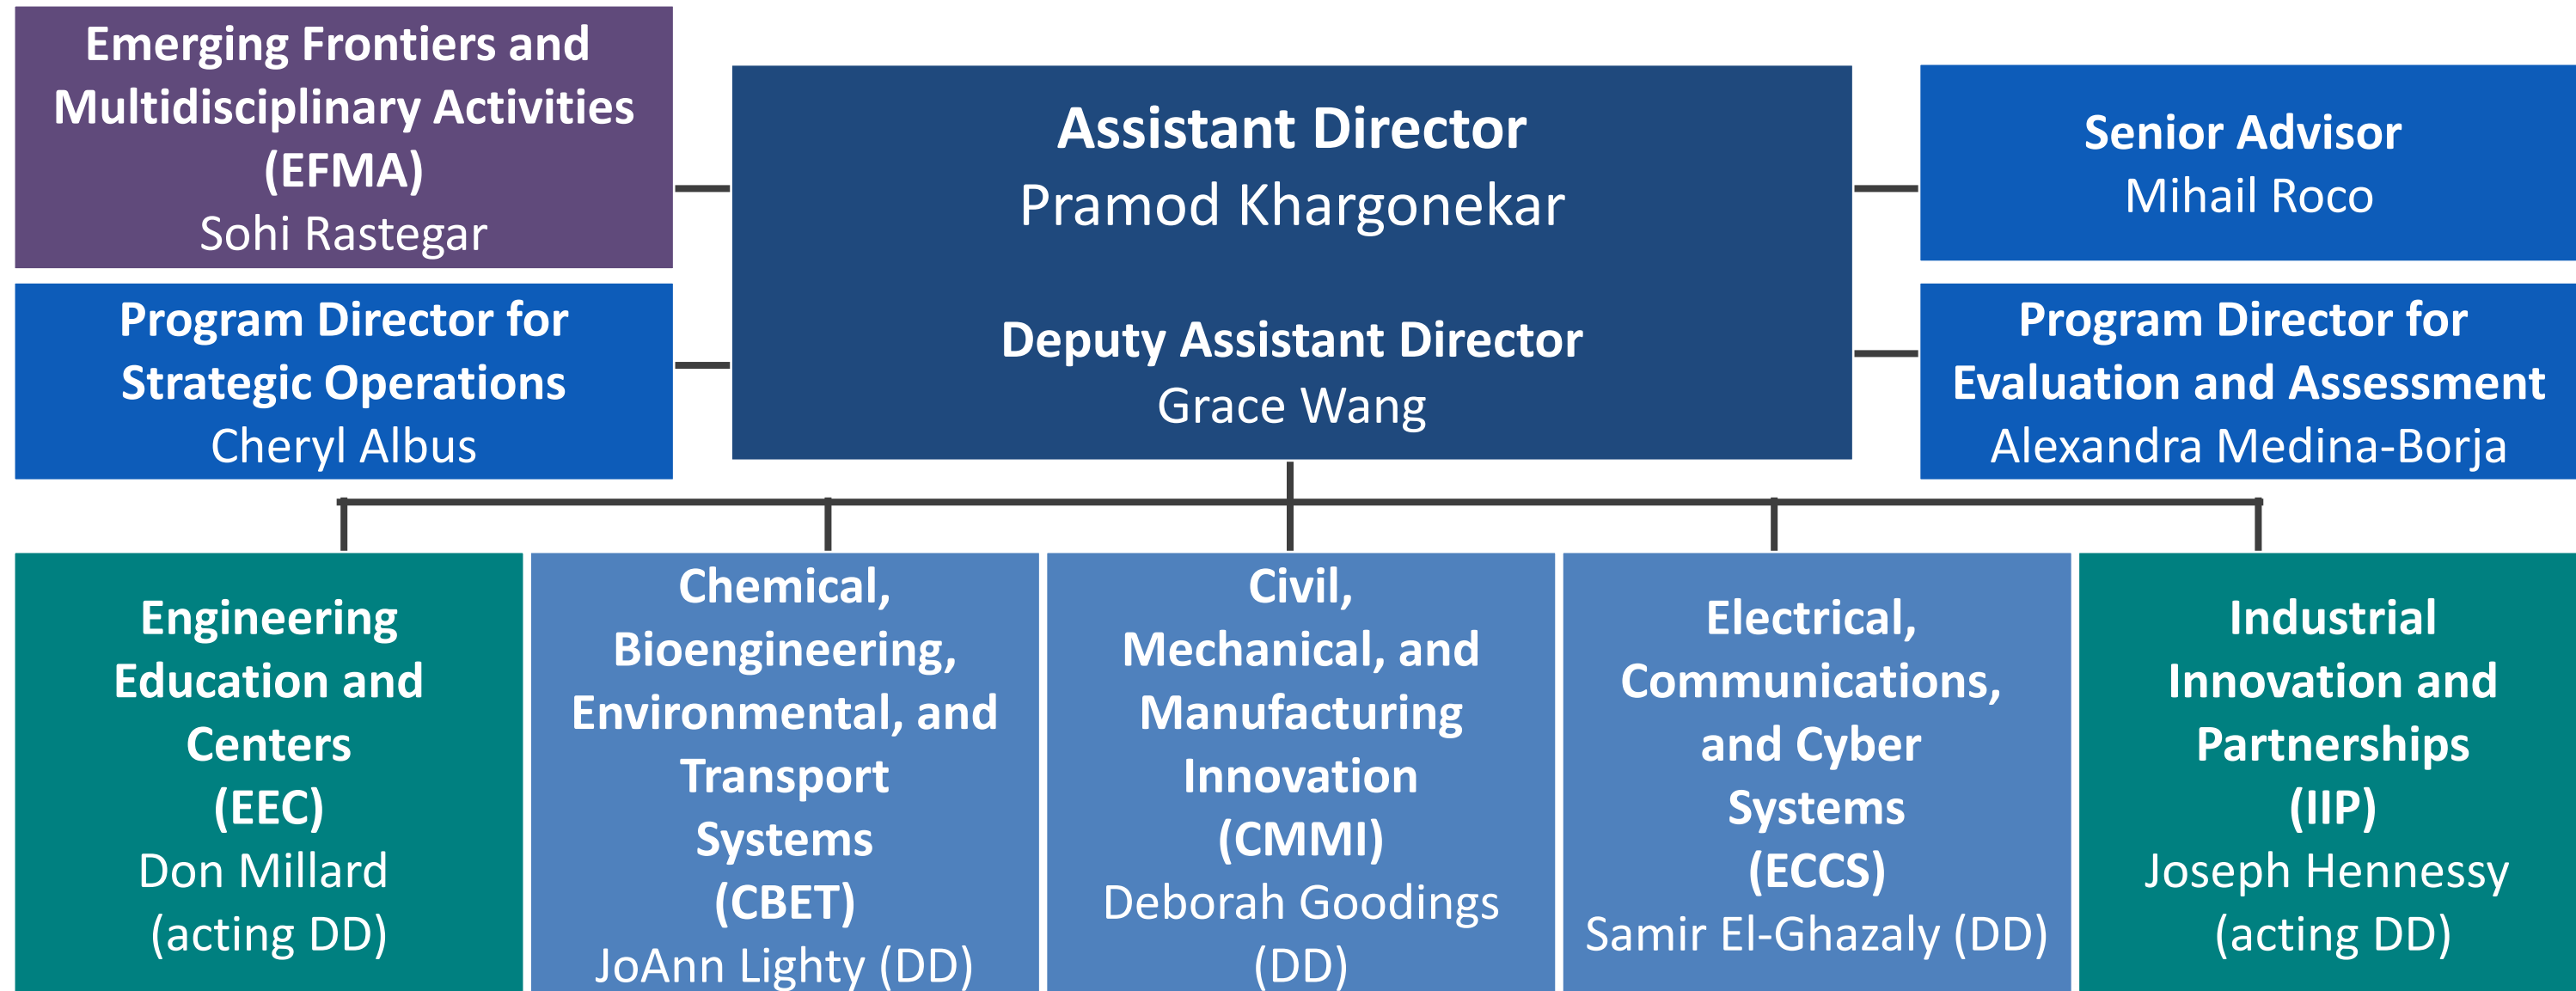 Emerging Frontiers and
Multidisciplinary Activities
(EFMA)
Sohi Rastegar
Program Director for
Strategic Operations
Cheryl Albus
Assistant Director
Pramod Khargonekar
Deputy Assistant Director
Grace Wang
Senior Advisor
Mihail Roco
Program Director for
Evaluation and Assessment
Alexandra Medina-Borja
Engineering
Education and
Centers
(EEC)
Don Millard
(acting DD)
Chemical,
Bioengineering,
Environmental, and
Transport
Systems
(CBET)
JoAnn Lighty (DD)
Civil,
Mechanical, and
Manufacturing
Innovation
(CMMI)
Deborah Goodings
(DD)
Electrical,
Communications,
and Cyber
Systems
(ECCS)
Samir El-Ghazaly (DD)
Industrial
Innovation and
Partnerships
(IIP)
Joseph Hennessy
(acting DD)